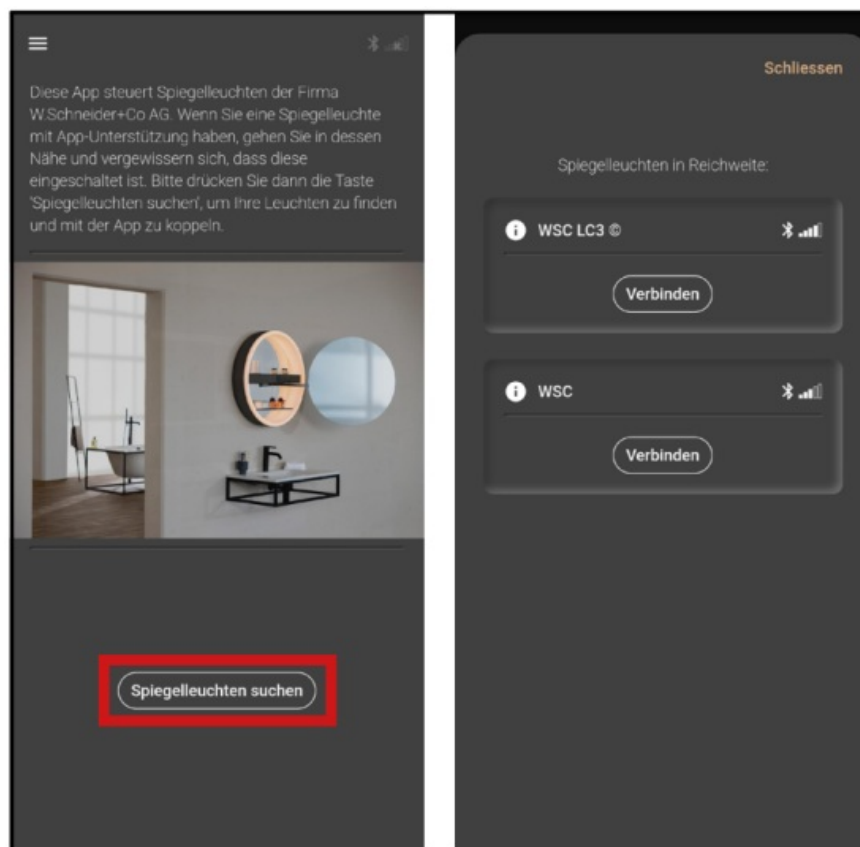 Diese App steuert Spiegelleuchten der Firma
W.Schneider+Co AG. Wenn Sie eine Spiegelleuchte
mit App-Unterstützung haben, gehen Sie in dessen
Nähe und vergewissern sich, dass diese
eingeschaltet ist. Bitte drücken Sie dann die Taste
'Spiegelleuchten suchen', um Ihre Leuchten zu finden
und mit der App zu koppeln.
Spiegelleuchten suchen
Schliessen
Spiegelleuchten in Reichweite:
WSC LC3 ©
Verbinden
WSC
Verbinden